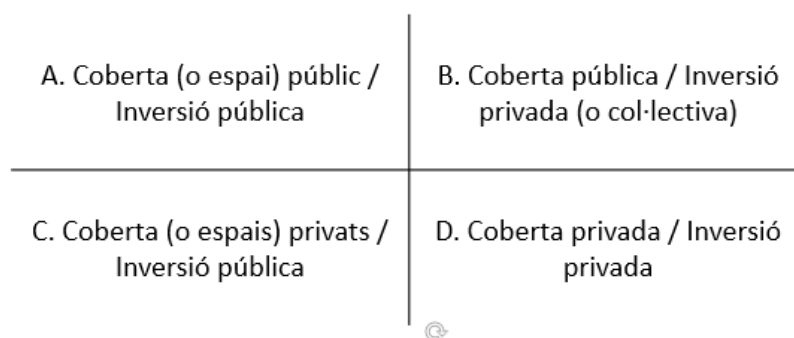 A. Coberta (o espai) públic /
Inversió pública
B. Coberta pública / Inversió
privada (o col·lectiva)
C. Coberta (o espais) privats /
Inversió pública
D. Coberta privada / Inversió
privada